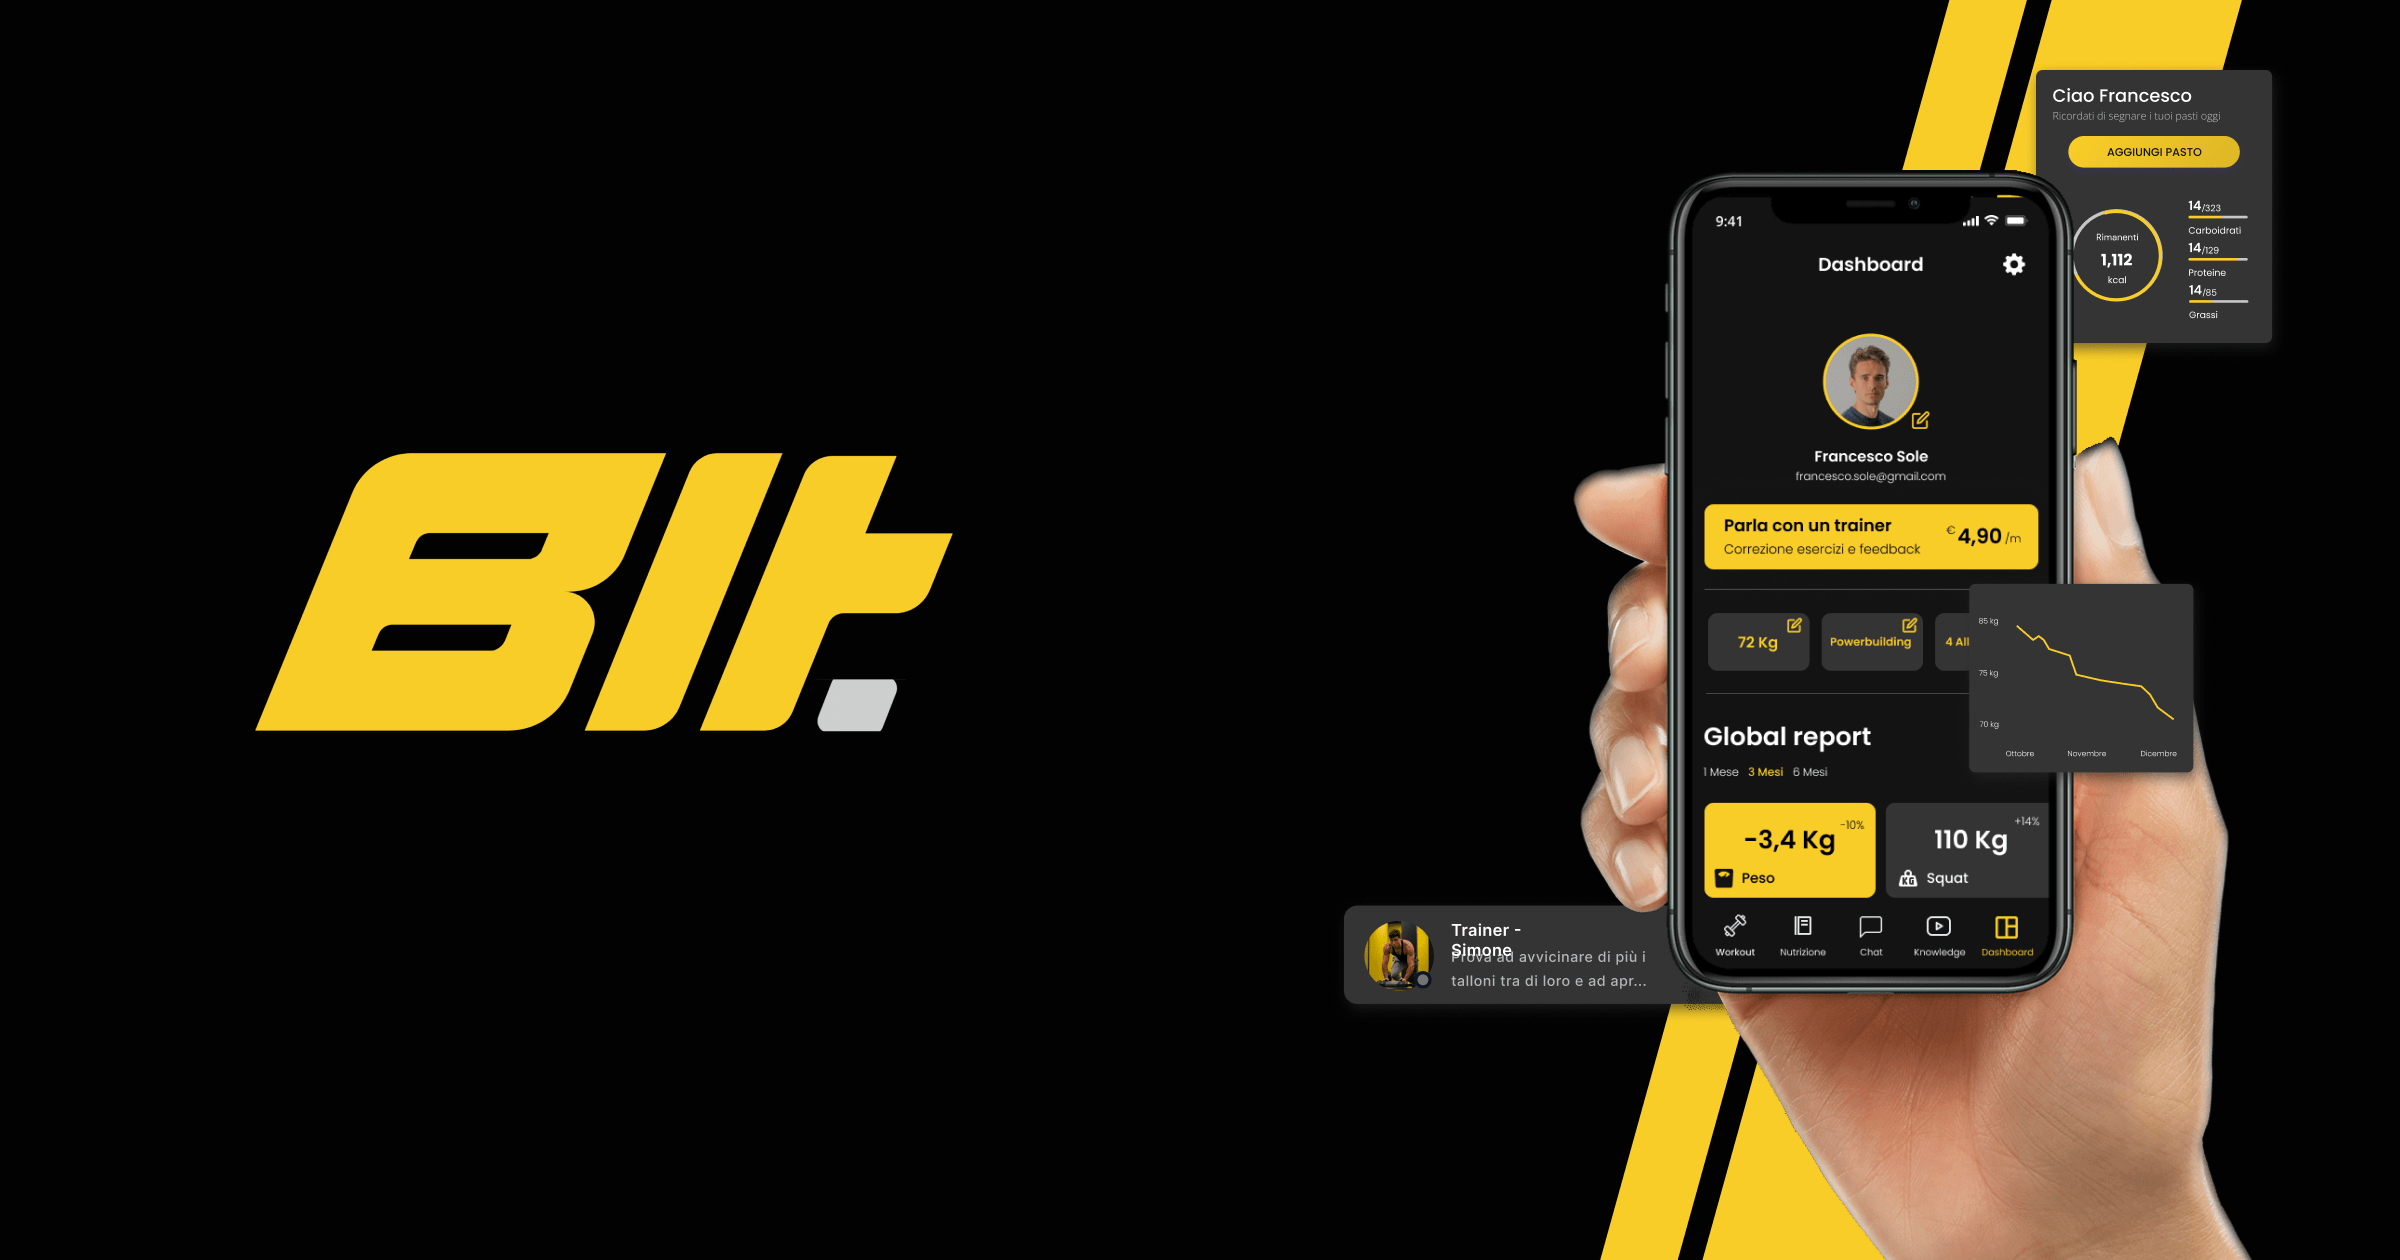 BIt.
Ciao Francesco
Ricordati di segnare i tuoi pasti oggi
AGGIUNGI PASTO
Rimanenti
1,112
kcal
14/323
Carboidrati
14/129
Proteine
14/85
Grassi
9:41
Dashboard
Francesco Sole
francesco.sole@gmail.com
Parla con un trainer
Correzione esercizi e feedback
€ 4,90 /m
72 Kg
Powerbuilding
4 All
85 kg
75 kg
70 kg
Ottobre
Novembre
Dicembre
Global report
1 Mese
3 Mesi
6 Mesi
-3,4 Kg
-10%
Peso
110 Kg
+14%
KG
Squat
Workout
Nutrizione
Chat
Knowledge
Dashboard
Trainer -
Simone
Prova ad avvicinare di più i
talloni tra di loro e ad apr...